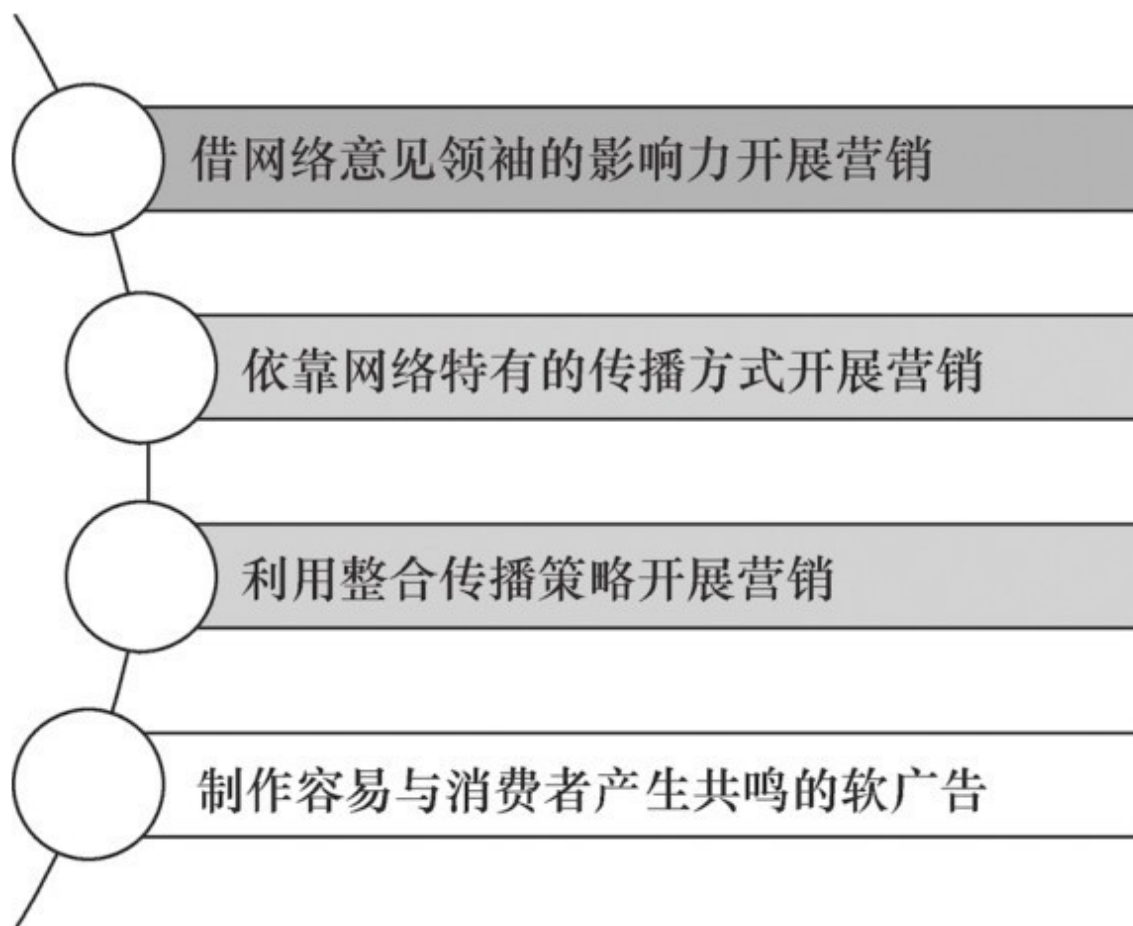 借网络意见领袖的影响力开展营销
依靠网络特有的传播方式开展营销
利用整合传播策略开展营销
制作容易与消费者产生共鸣的软广告